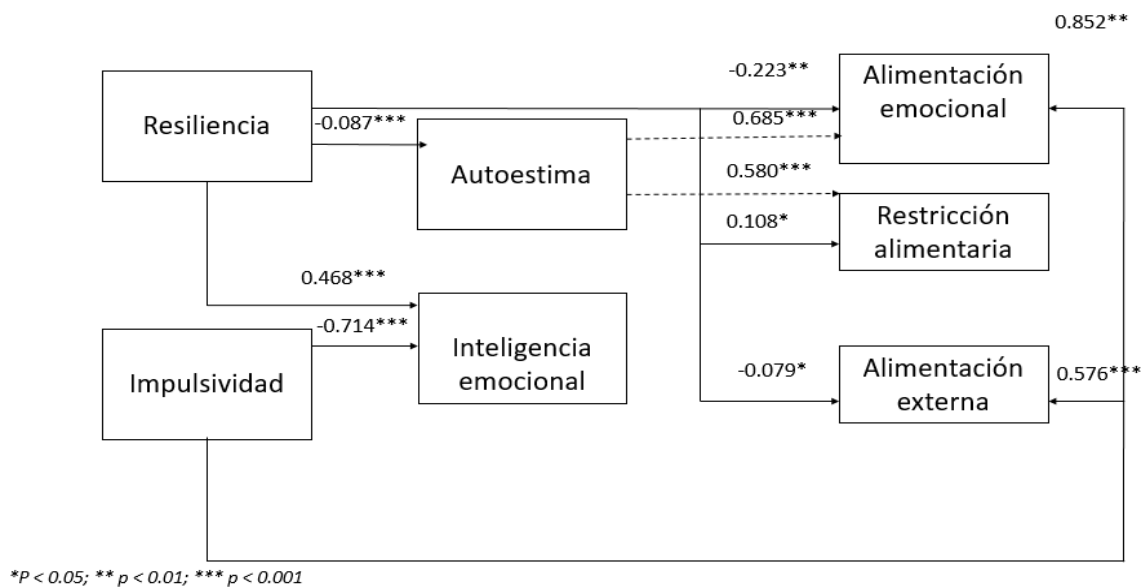 0.852**
-0.223**
Alimentación
emocional
Resiliencia
-0.087***
0.685***
Autoestima
0.580***
Restricción
alimentaria
0.108*
0.468***
-0.714***
Inteligencia
emocional
Impulsividad
-0.079*
Alimentación
externa
0.576***
*P < 0.05; ** p < 0.01; *** p < 0.001